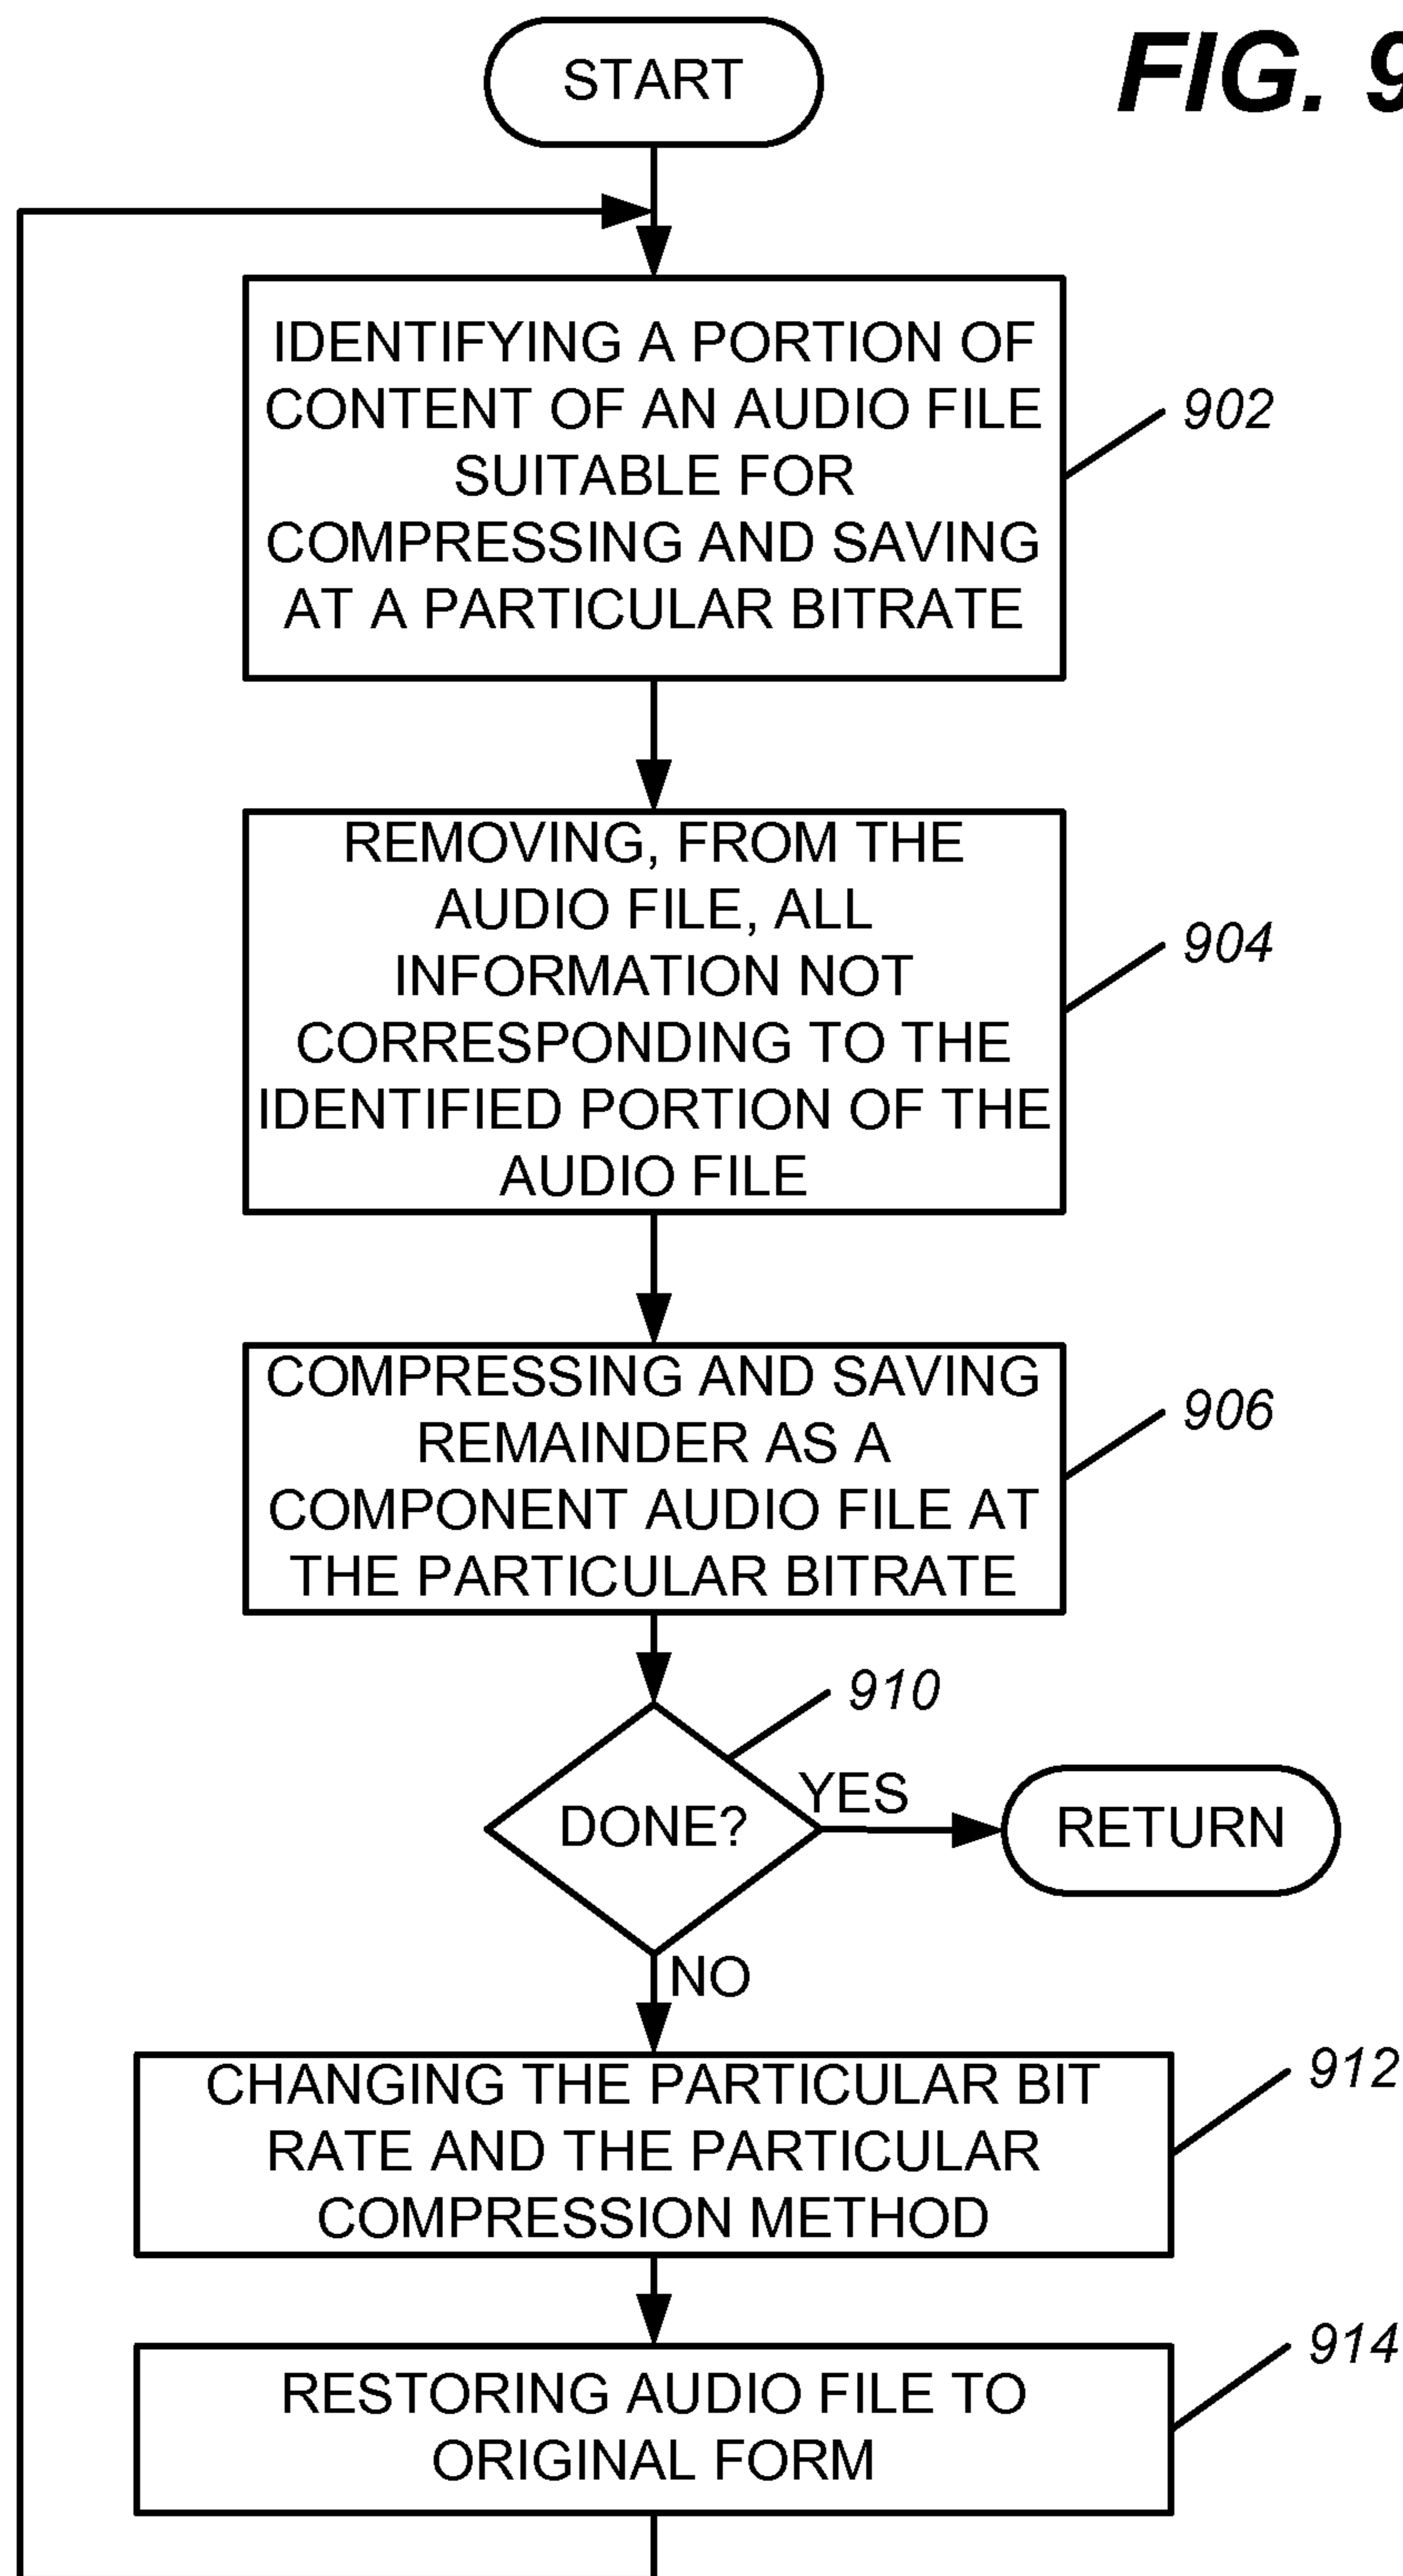 START
FIG. 9
IDENTIFYING A PORTION OF
CONTENT OF AN AUDIO FILE
SUITABLE FOR
COMPRESSING AND SAVING
AT A PARTICULAR BITRATE
902
REMOVING, FROM THE
AUDIO FILE, ALL
INFORMATION NOT
CORRESPONDING TO THE
IDENTIFIED PORTION OF THE
AUDIO FILE
904
COMPRESSING AND SAVING
REMAINDER AS A
COMPONENT AUDIO FILE AT
THE PARTICULAR BITRATE
906
910
DONE?
YES
RETURN
NO
CHANGING THE PARTICULAR BIT
RATE AND THE PARTICULAR
COMPRESSION METHOD
912
RESTORING AUDIO FILE TO
ORIGINAL FORM
914